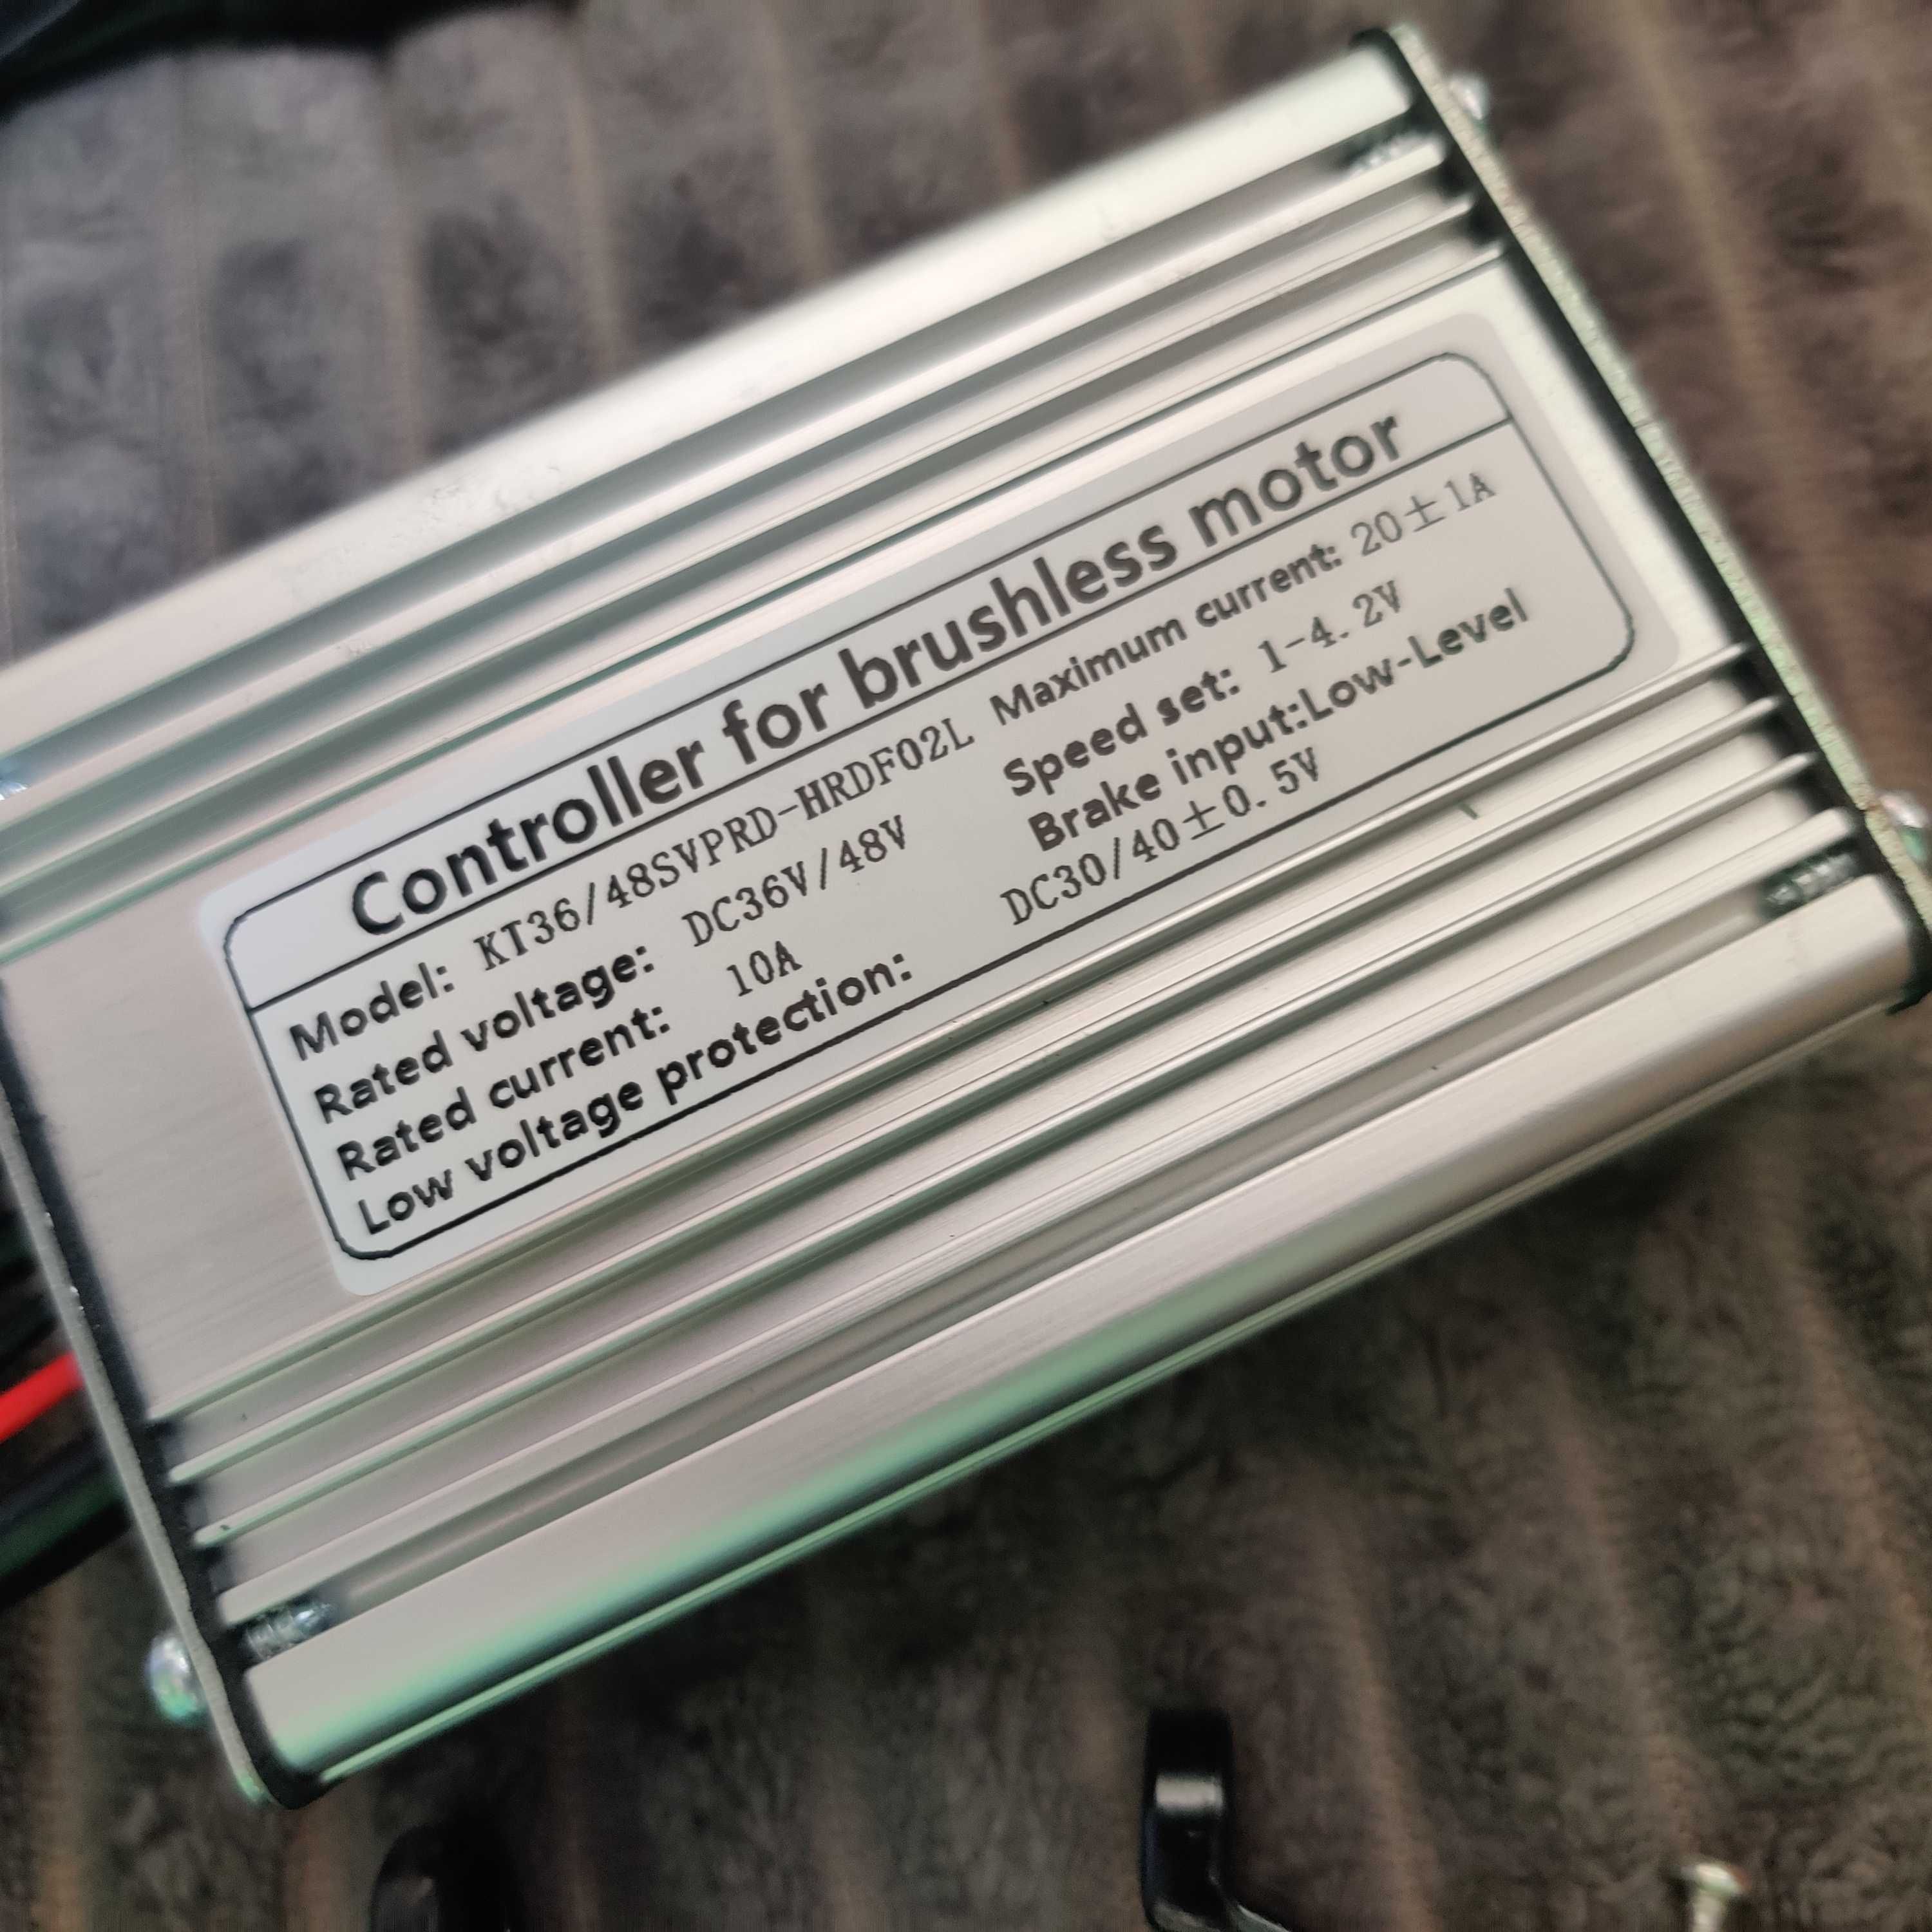 Controller for brushless motor
Model: KT36/48SVPRD-HRDF02L Maximum current: 20±1A
Rated voltage: DC36V/48V Speed set: 1-4.2V
Rated current: 10A Brake input:Low-Level
Low voltage protection: DC30/40±0.5V